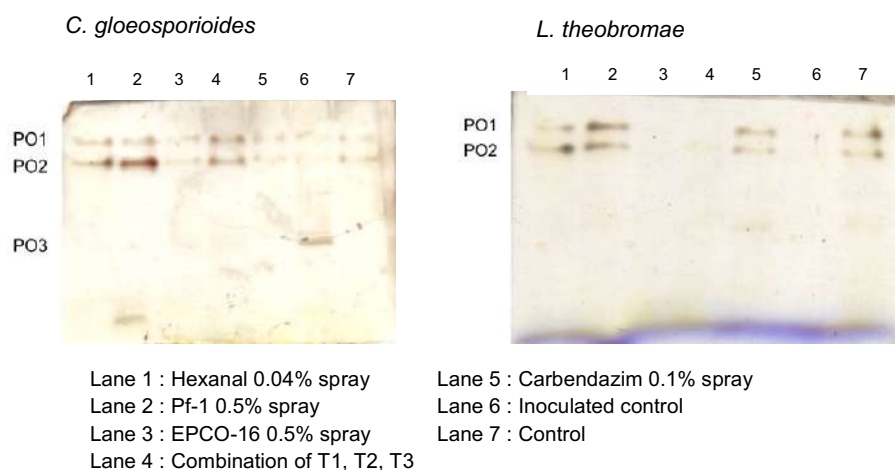 C. gloeosporioides
1 2 3 4 5 6 7
PO1
PO2
PO3
L. theobromae
1 2 3 4 5 6 7
PO1
PO2
Lane 1 : Hexanal 0.04% spray
Lane 2 : Pf-1 0.5% spray
Lane 3 : EPCO-16 0.5% spray
Lane 4 : Combination of T1, T2, T3
Lane 5 : Carbendazim 0.1% spray
Lane 6 : Inoculated control
Lane 7 : Control